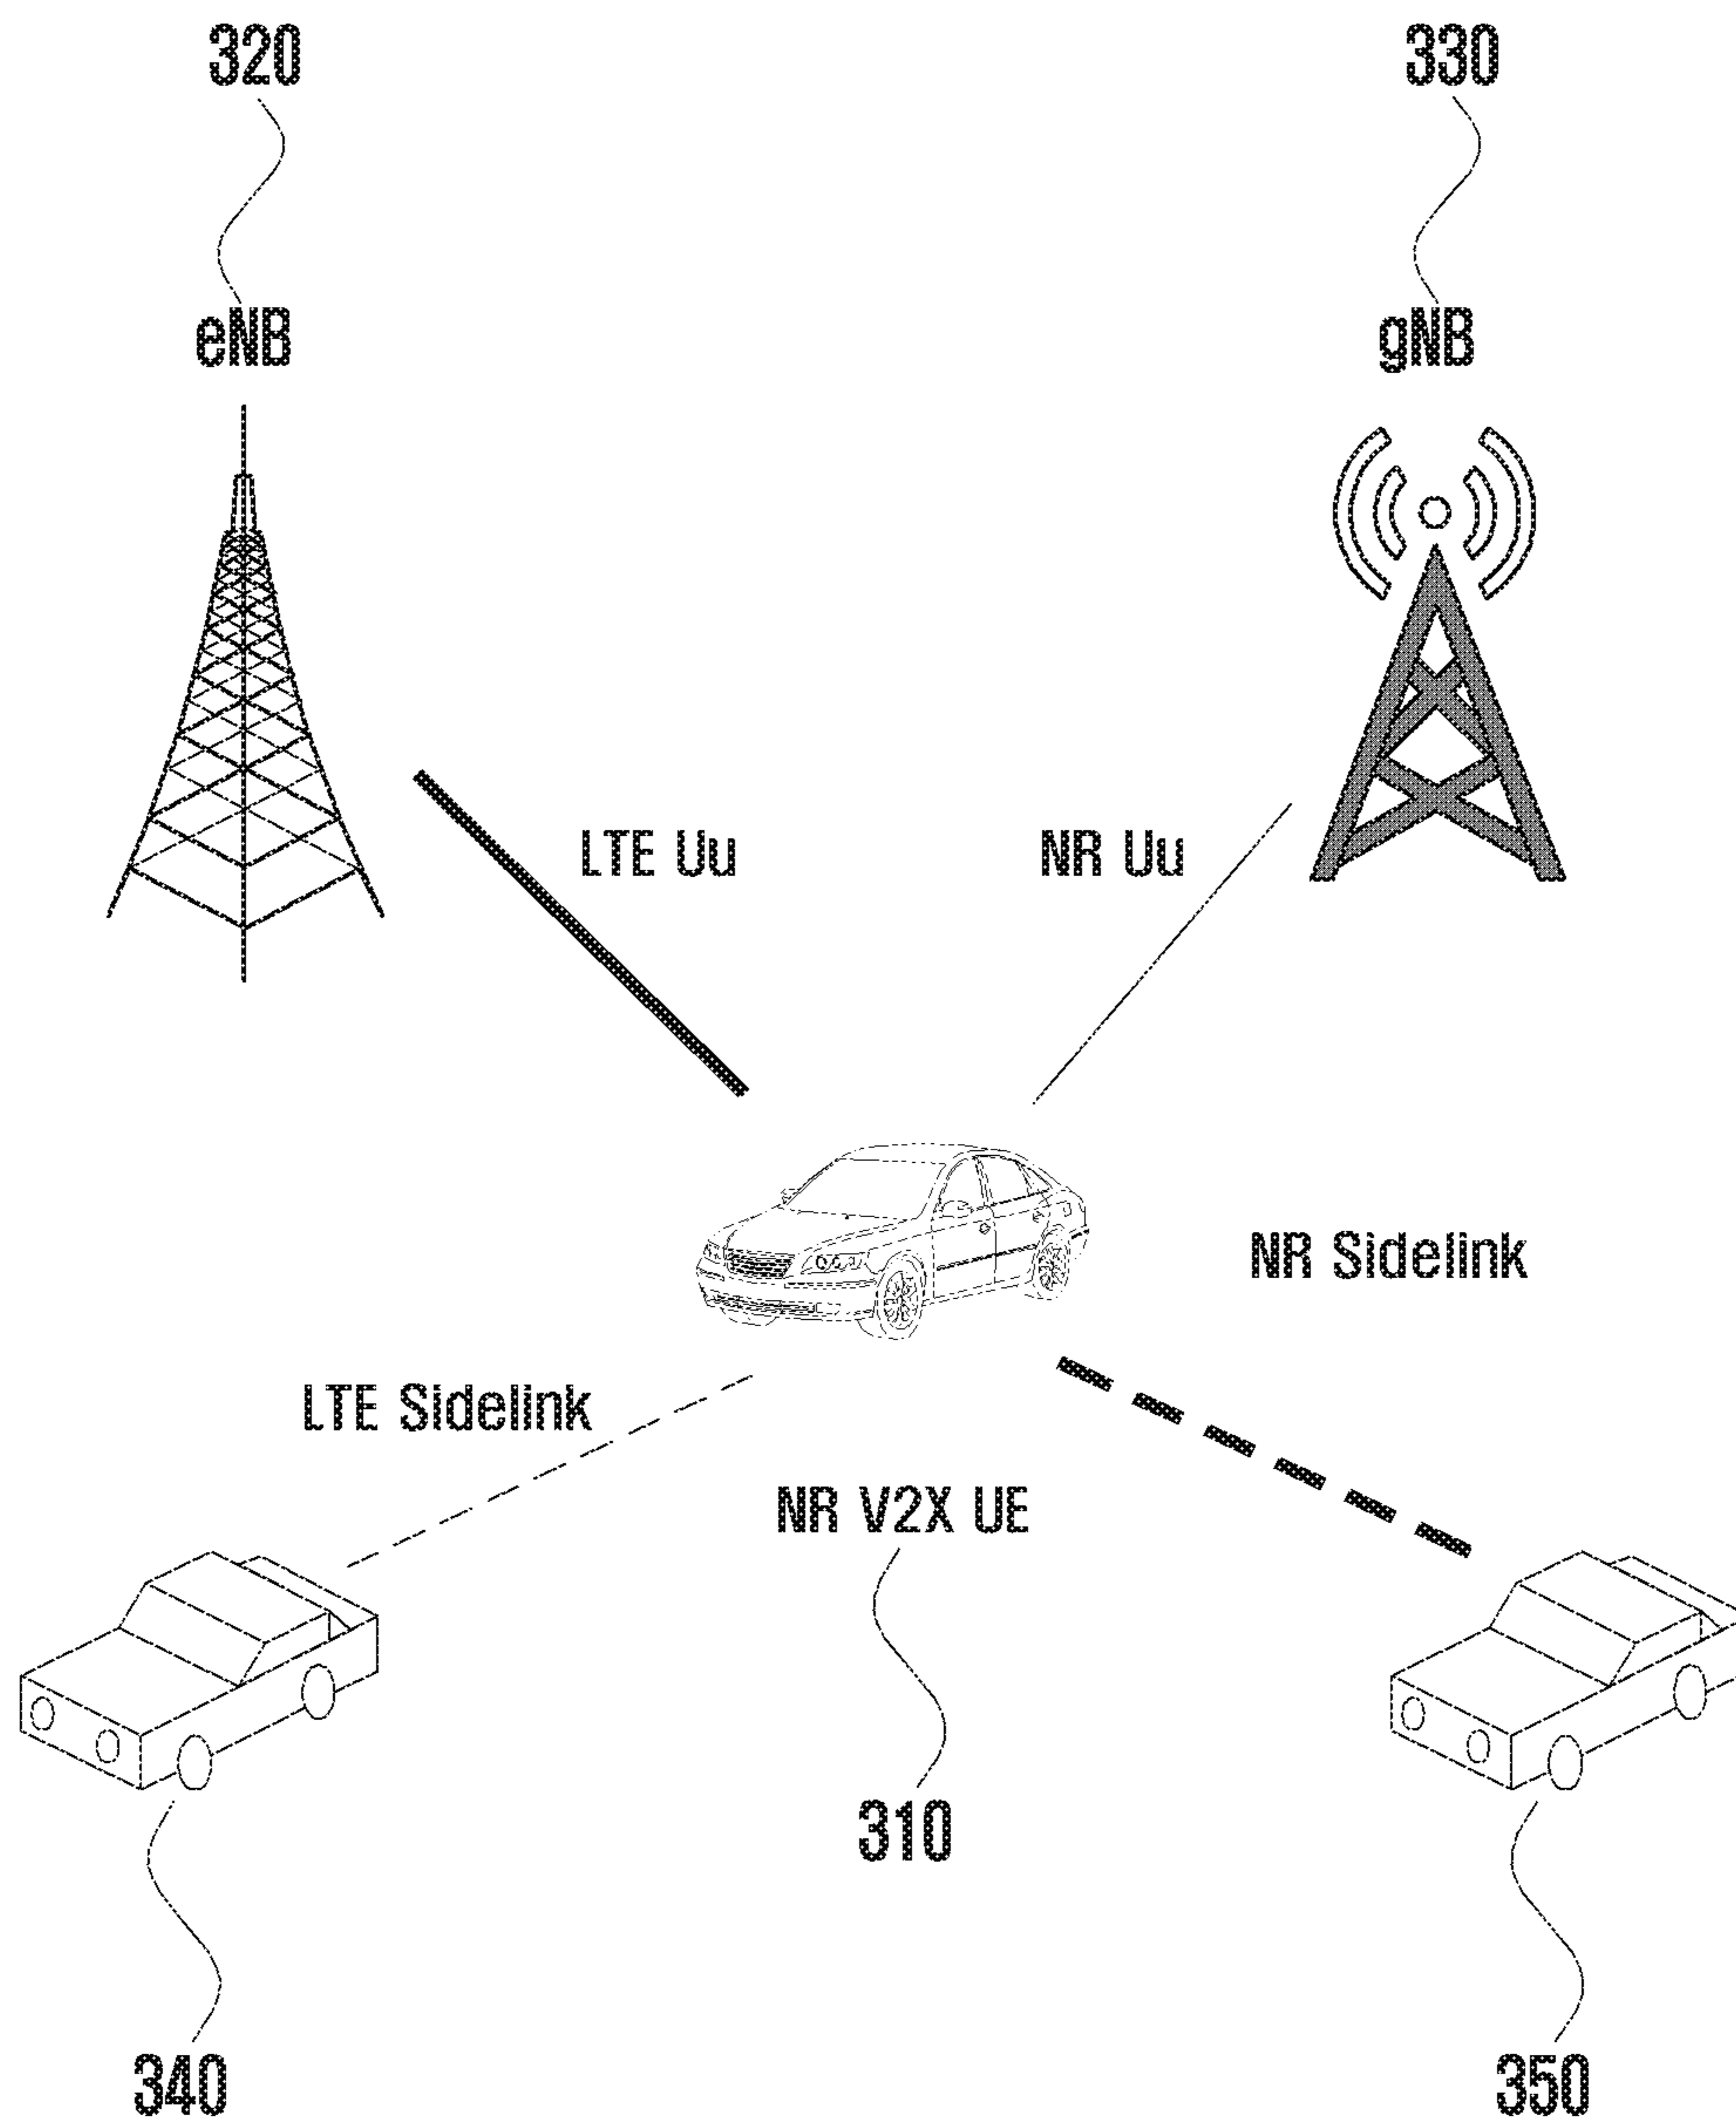 320
330
eNB
gNB
LTE Uu
NR Uu
NR Sidelink
LTE Sidelink
NR V2X UE
310
340
350